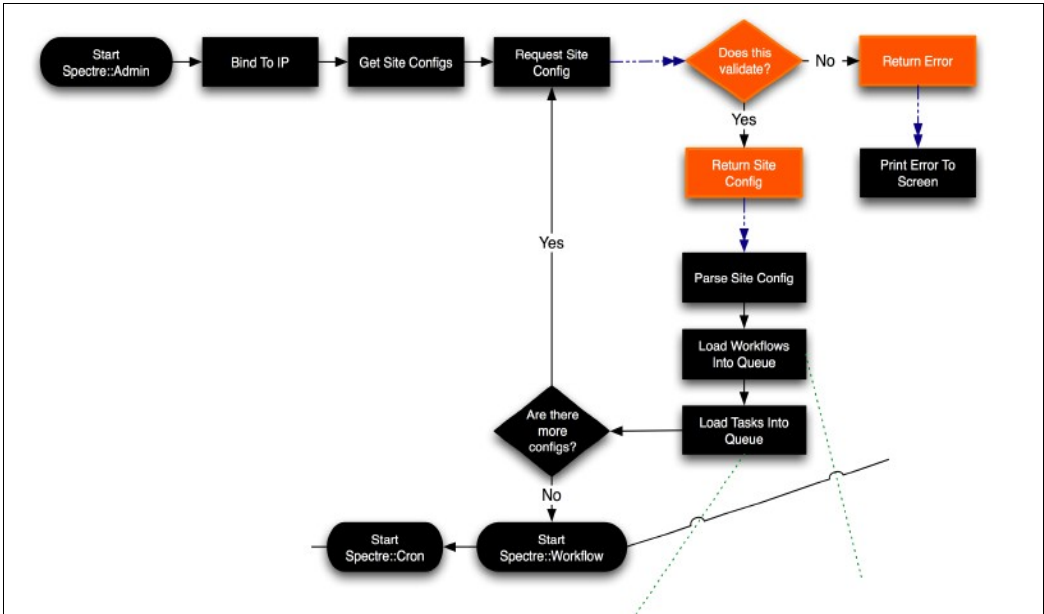 Start
Spectre::Admin
Bind To IP
Get Site Configs
Request Site
Config
Does this
validate?
No
Return Error
Yes
Return Site
Config
Print Error To
Screen
Parse Site Config
Yes
Load Workflows
Into Queue
Load Tasks Into
Queue
Are there
more
configs?
No
Start
Spectre::Cron
Start
Spectre::Workflow